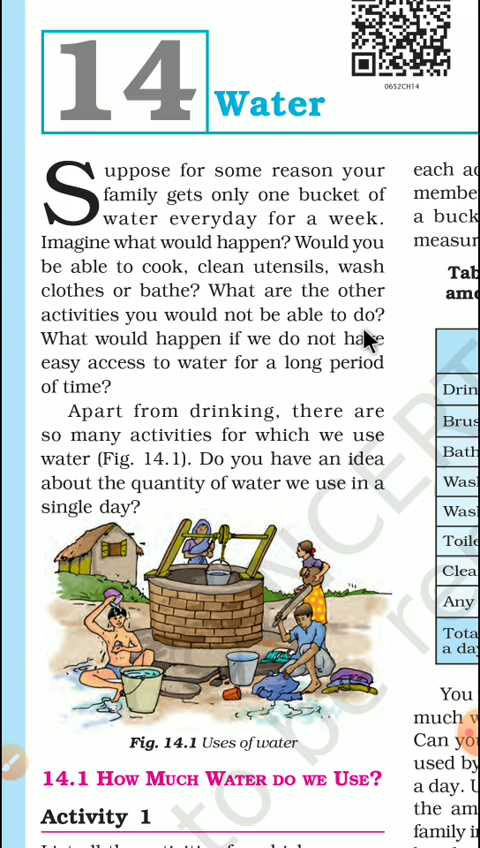 0652CH14
14 Water
Suppose for some reason your
family gets only one bucket of
water everyday for a week.
Imagine what would happen? Would you
be able to cook, clean utensils, wash
clothes or bathe? What are the other
activities you would not be able to do?
What would happen if we do not have
easy access to water for a long period
of time?
Apart from drinking, there are
so many activities for which we use
water (Fig. 14.1). Do you have an idea
about the quantity of water we use in a
single day?
Fig. 14.1 Uses of water
14.1 HOW MUCH WATER DO WE USE?
Activity 1
each ac
membe
a buck
measur
Tab
amo
Drin
Brus
Bath
Was
Was
Toile
Clea
Any
Tota
a da
You
much w
Can you
used by
a day. U
the am
family i